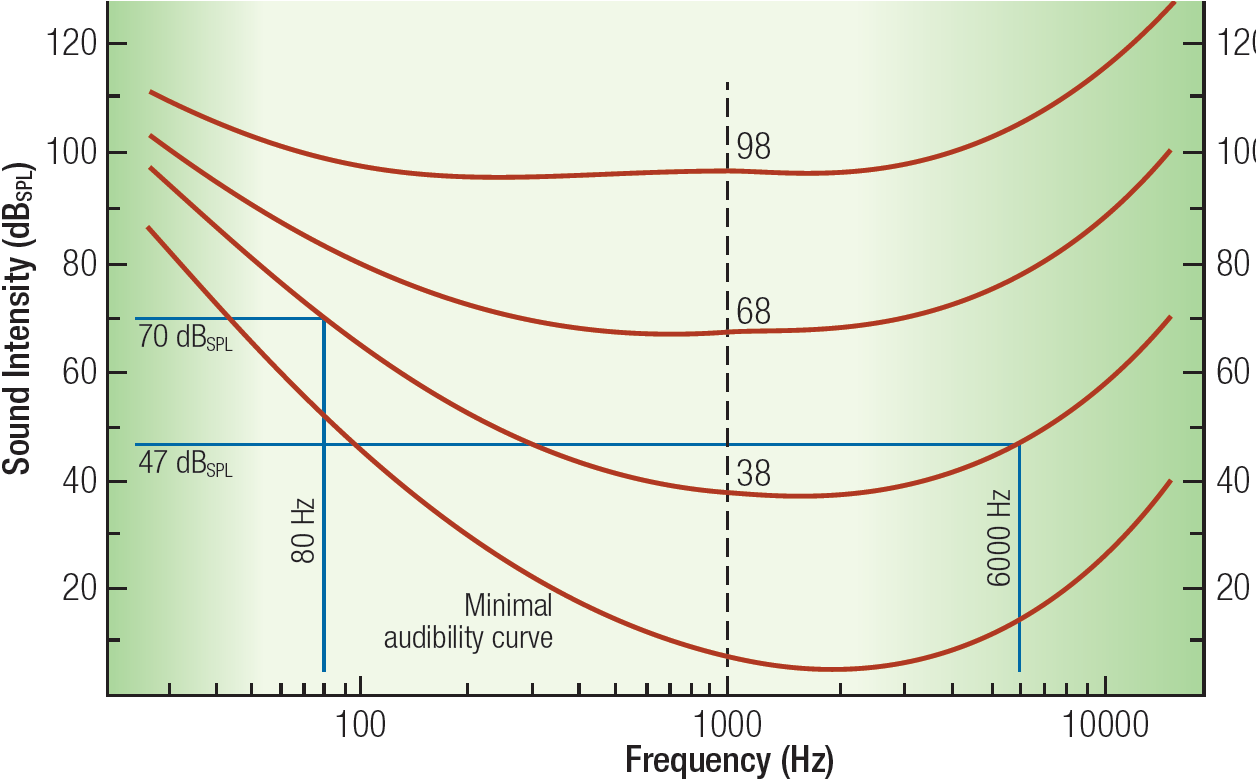 120
100
80
60
40
20
120
100
80
60
40
20
Sound Intensity (dBSPL)
98
68
38
70 dBSPL
47 dBSPL
80 Hz
6000 Hz
Minimal
audibility curve
100
1000
10000
Frequency (Hz)